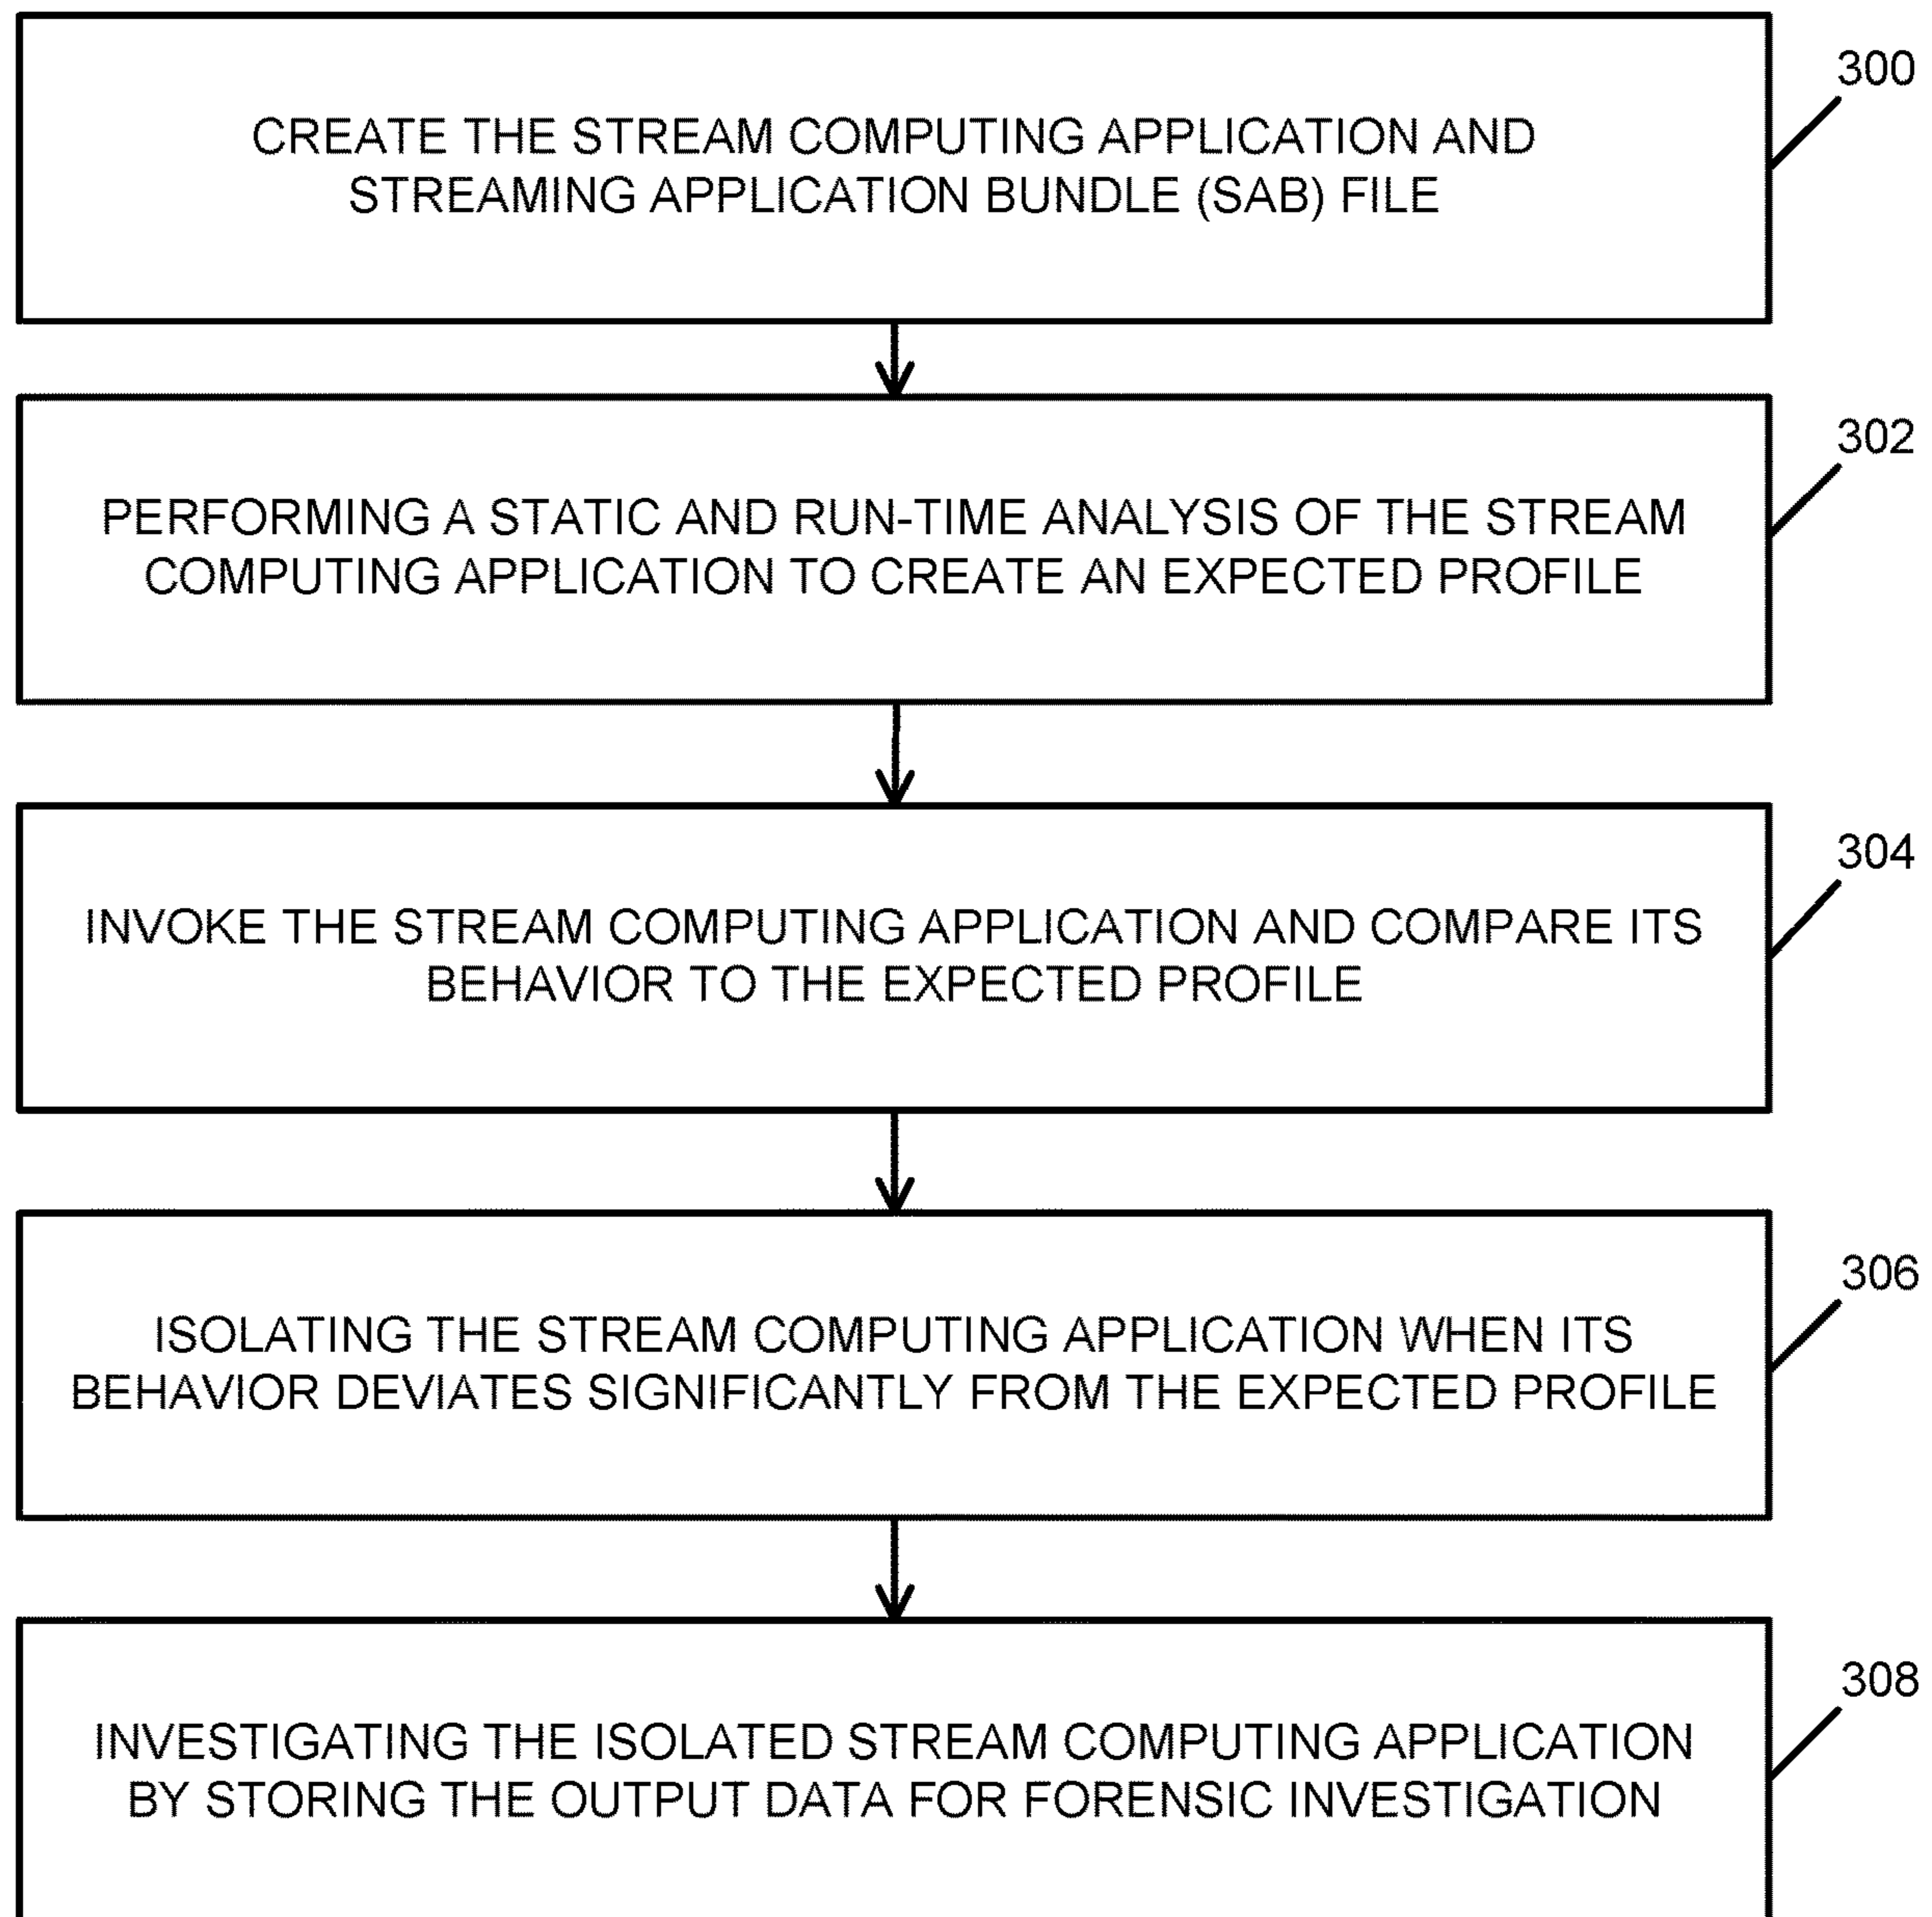 CREATE THE STREAM COMPUTING APPLICATION AND
STREAMING APPLICATION BUNDLE (SAB) FILE
300
PERFORMING A STATIC AND RUN-TIME ANALYSIS OF THE STREAM
COMPUTING APPLICATION TO CREATE AN EXPECTED PROFILE
302
INVOKE THE STREAM COMPUTING APPLICATION AND COMPARE ITS
BEHAVIOR TO THE EXPECTED PROFILE
304
ISOLATING THE STREAM COMPUTING APPLICATION WHEN ITS
BEHAVIOR DEVIATES SIGNIFICANTLY FROM THE EXPECTED PROFILE
306
INVESTIGATING THE ISOLATED STREAM COMPUTING APPLICATION
BY STORING THE OUTPUT DATA FOR FORENSIC INVESTIGATION
308